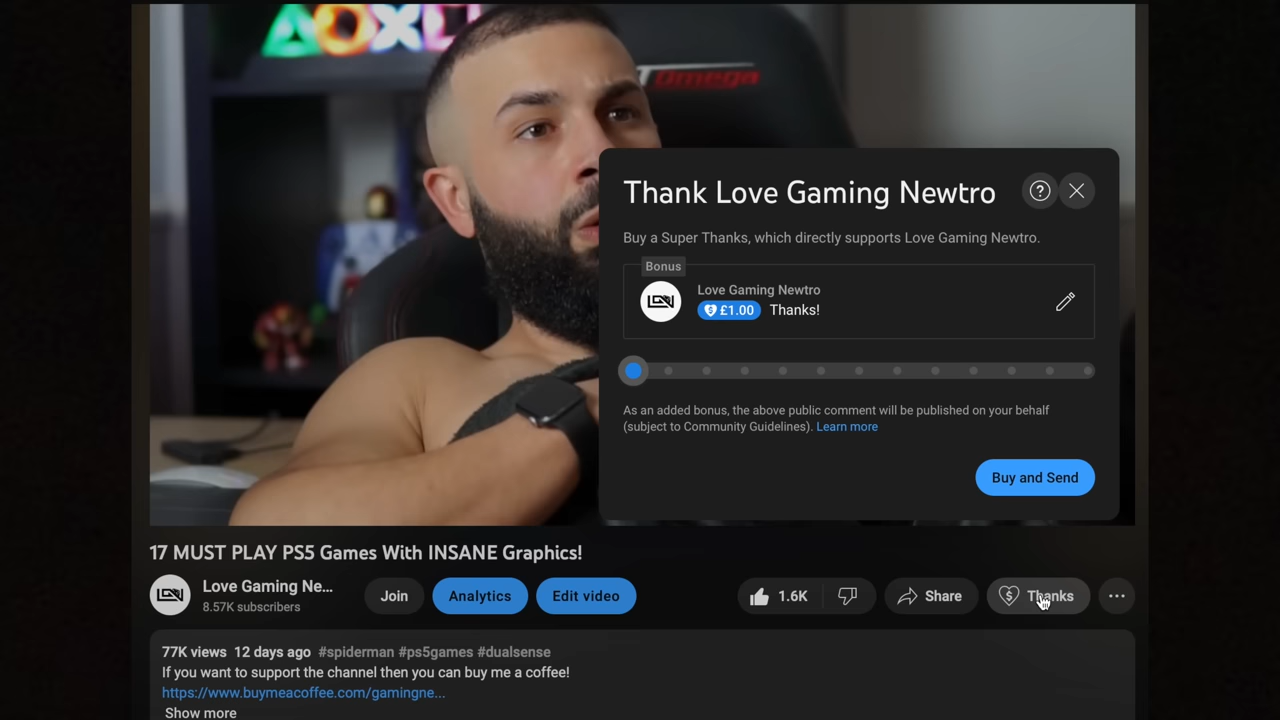 T Omega
Thank Love Gaming Newtro
Buy a Super Thanks, which directly supports Love Gaming Newtro.
Bonus
Love Gaming Newtro
£1.00 Thanks!
As an added bonus, the above public comment will be published on your behalf
(subject to Community Guidelines). Learn more
Buy and Send
17 MUST PLAY PS5 Games With INSANE Graphics!
Love Gaming Ne...
8.57K subscribers
Join
Analytics
Edit video
1.6K
Share
Thanks
77K views 12 days ago #spiderman #ps5games #dualsense
If you want to support the channel then you can buy me a coffee!
https://www.buymeacoffee.com/gamingne...
Show more